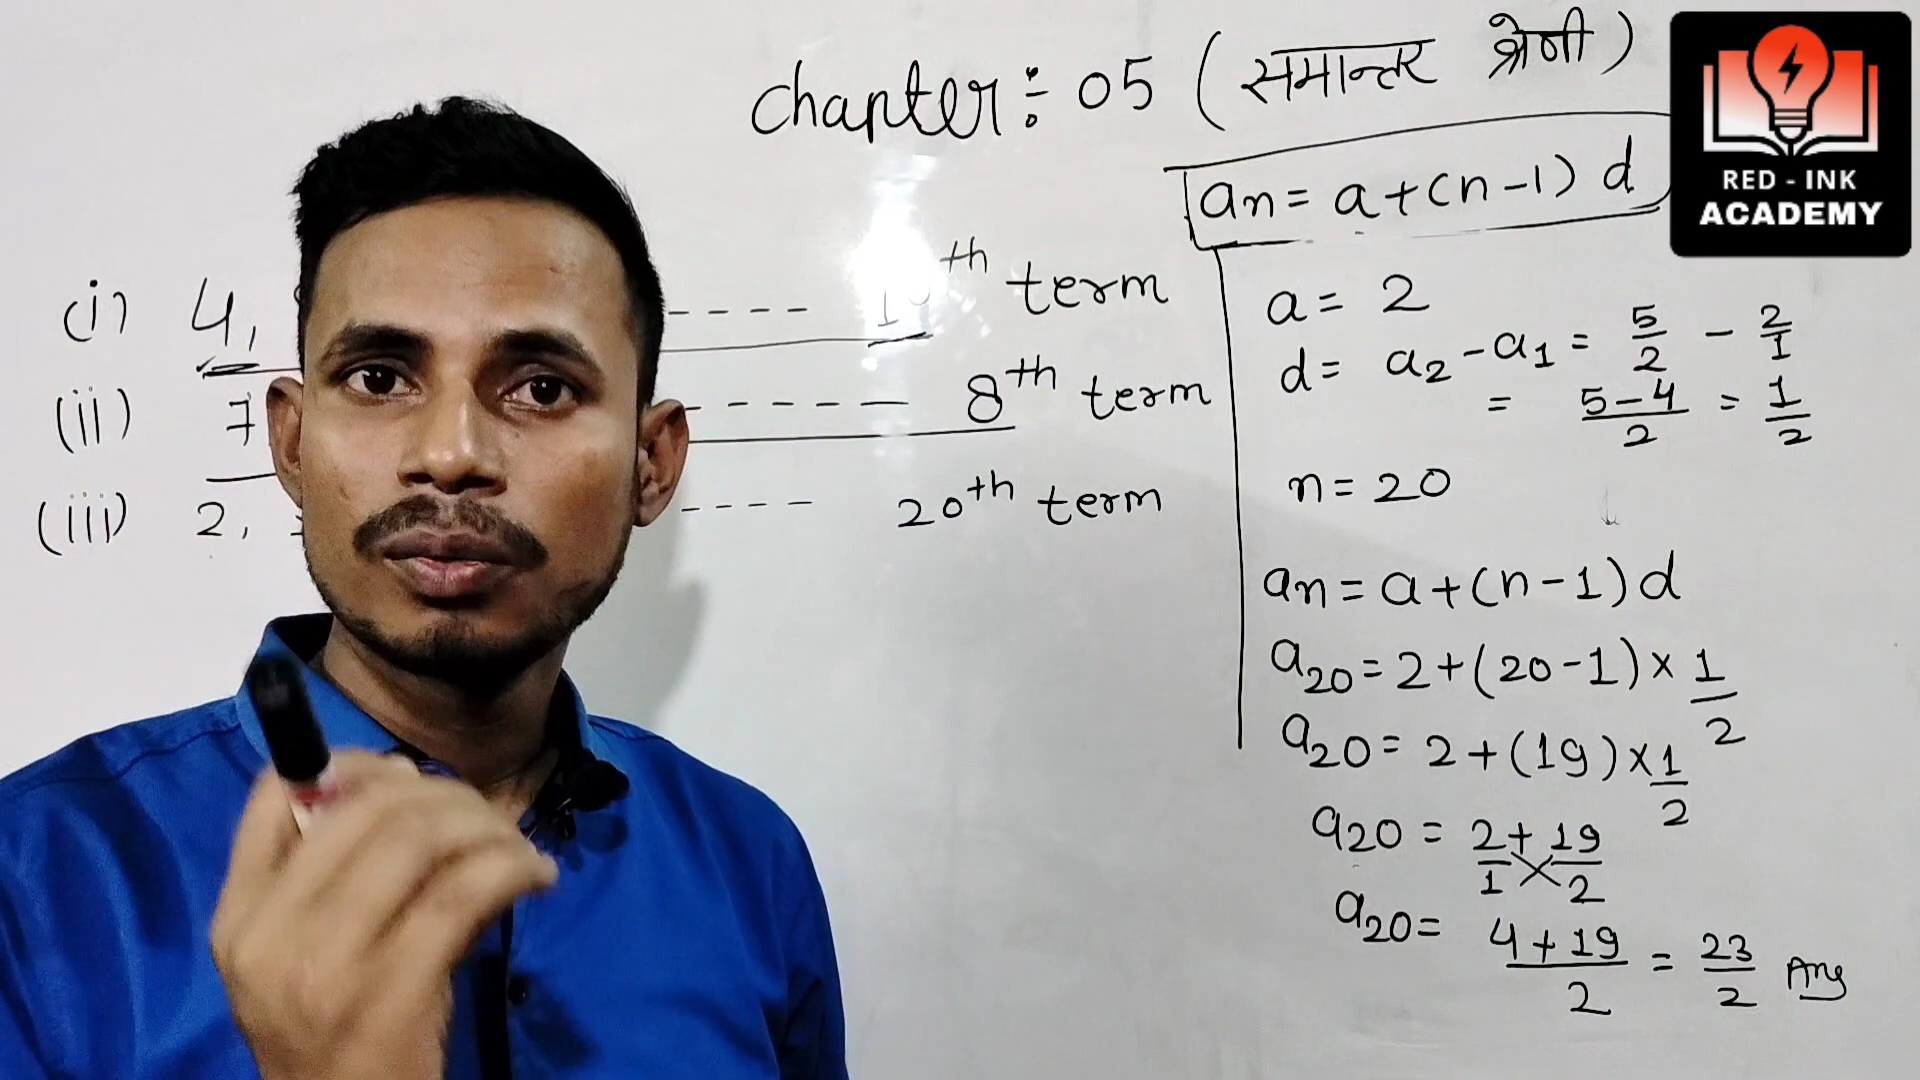 Chapter÷ 05 (समान्तर श्रेणी)
RED - INK
ACADEMY
an = a+(n-1) d
(i) 4, ---- th term
(ii) 7 ----- 8th term
(iii) 2, ---- 20th term
a = 2
d = a2 - a1 = 5/2 - 2/1
= 5-4/2 = 1/2
n = 20
an = a+(n-1)d
a20 = 2+(20-1)×1/2
a20 = 2+(19)×1/2
a20 = 2/1 + 19/2
a20 = 4+19/2 = 23/2 Ans